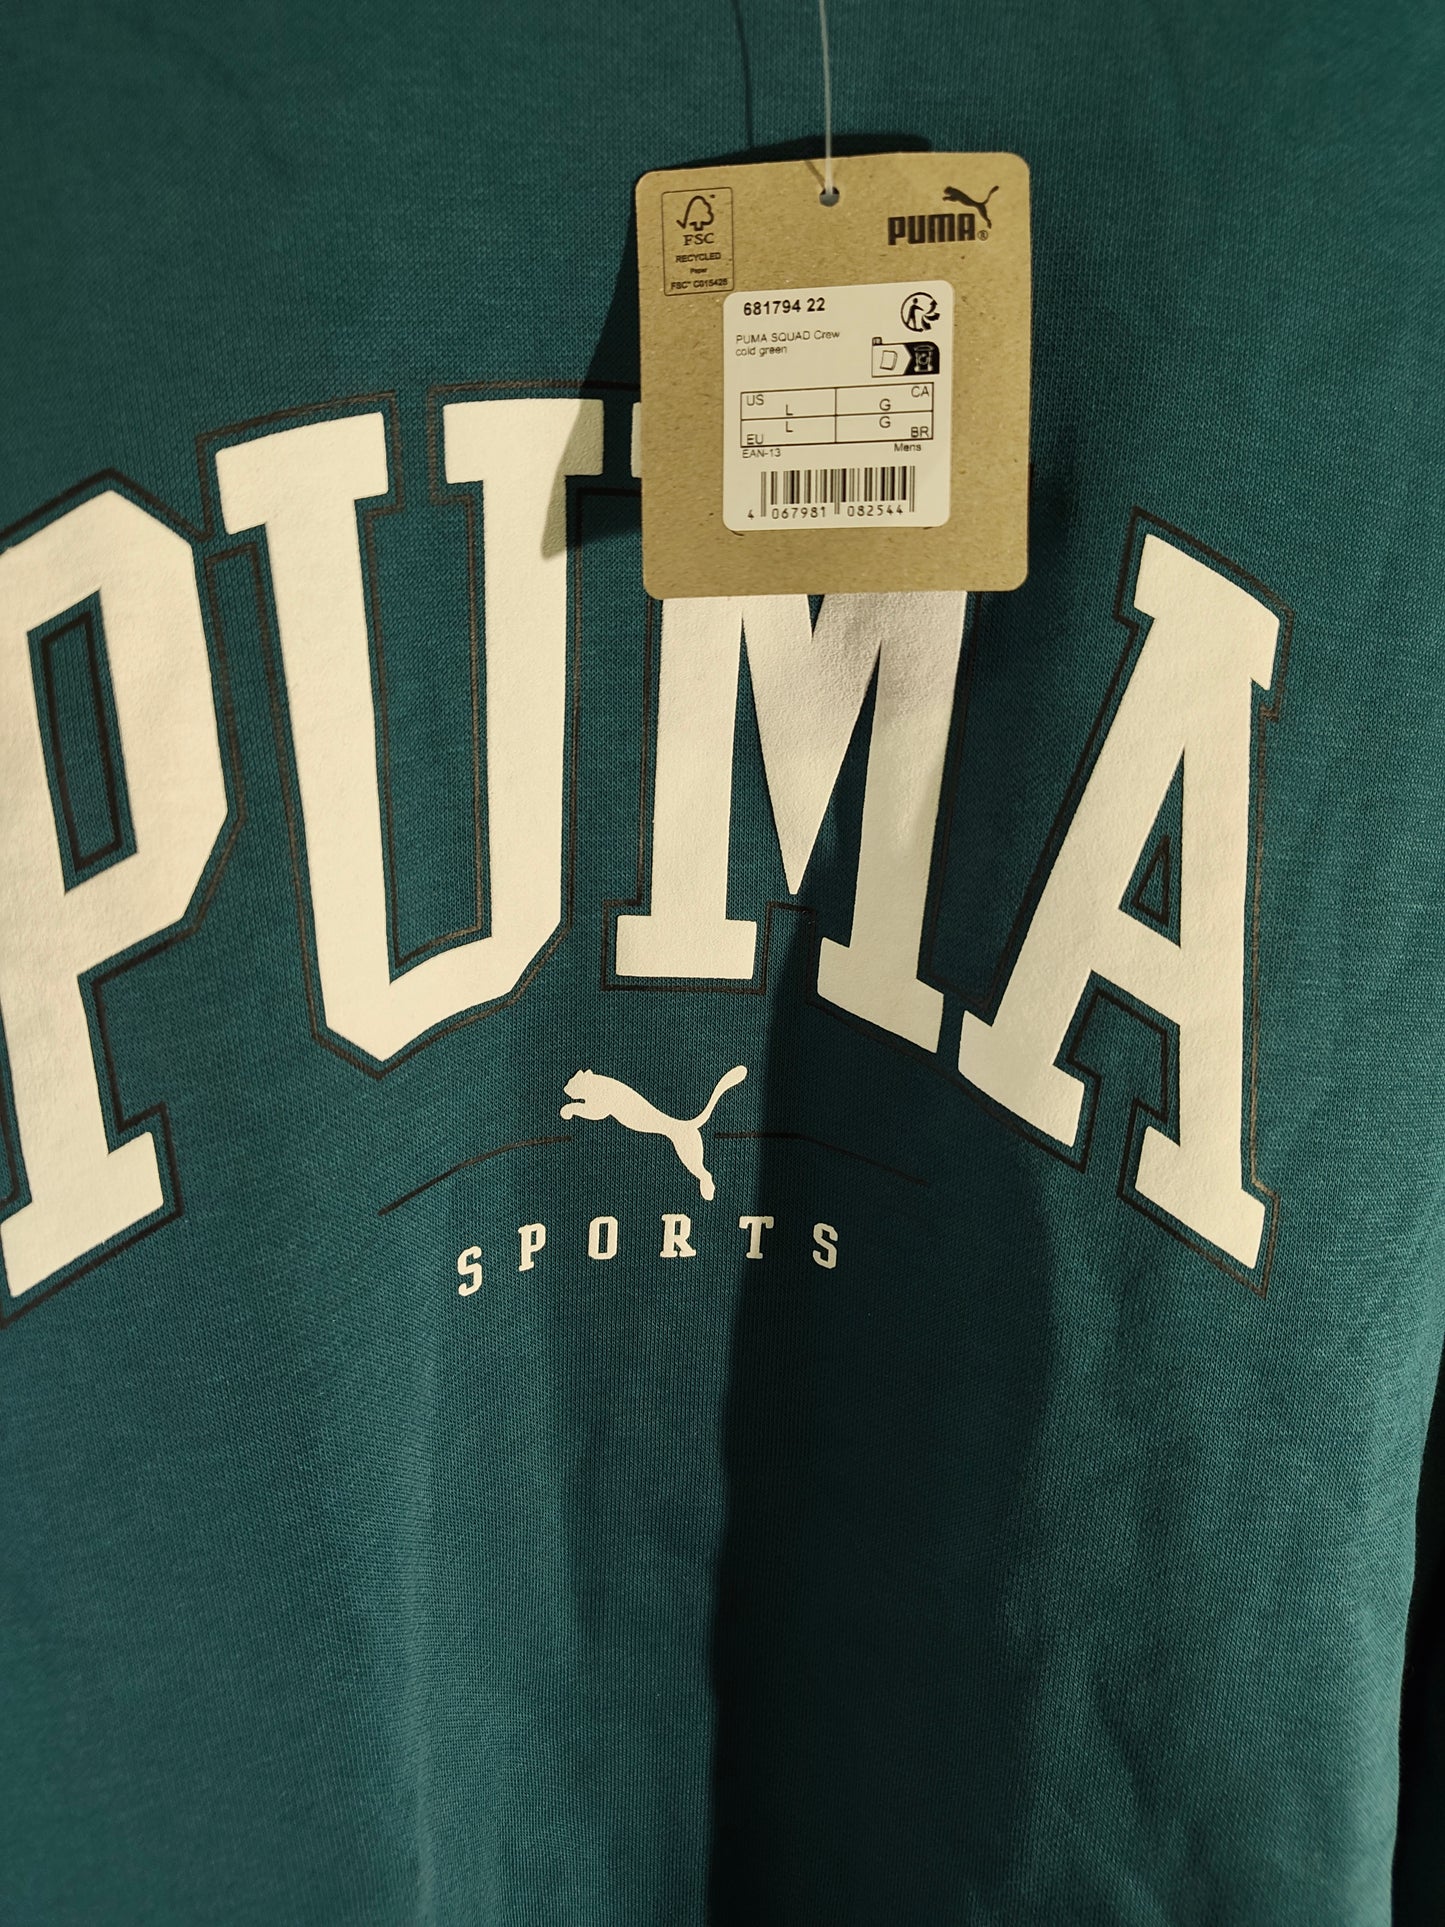 FSC
RECYCLED
Paper
FSC® C015428
PUMA®
681794 22
PUMA SQUAD Crew
cold green
US L G CA
EU L G BR
EAN-13 Mens
4 067981 082544
PUMA
SPORTS